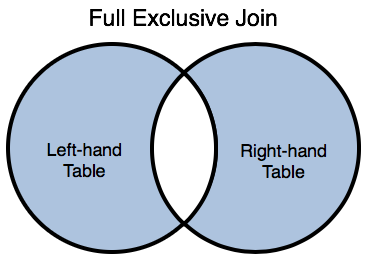 Full Exclusive Join
Left-hand
Table
Right-hand
Table